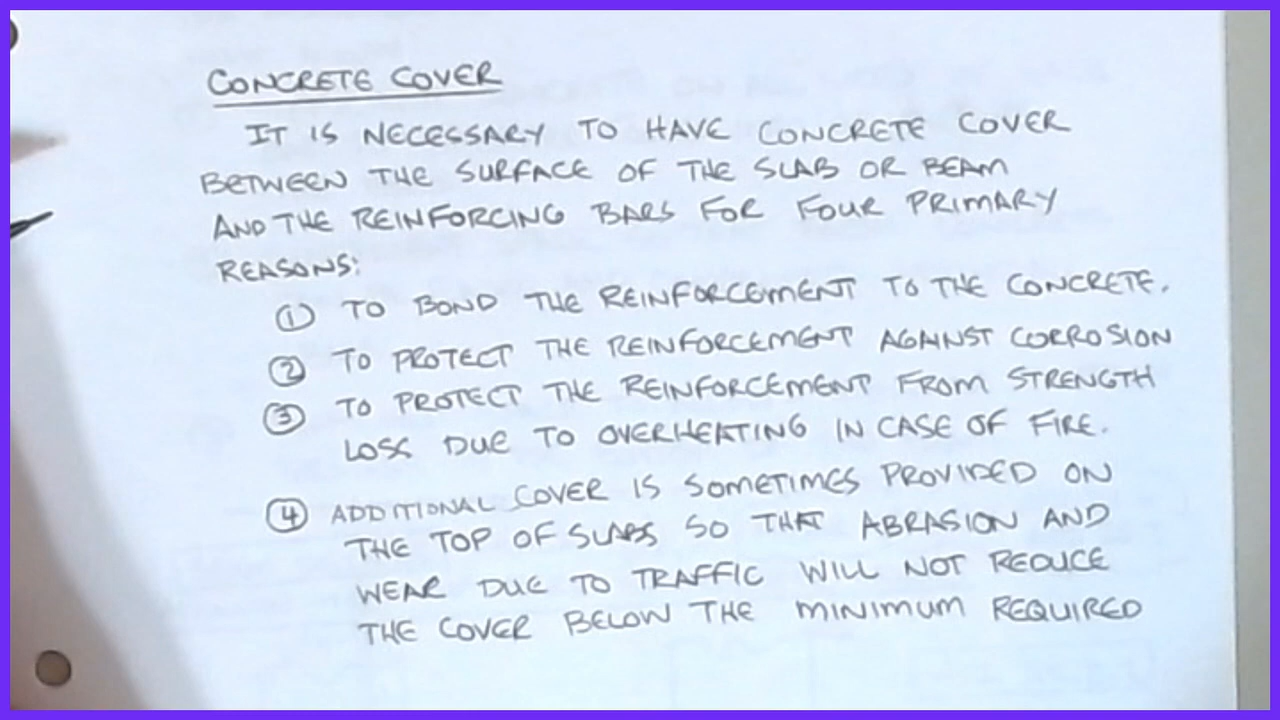 CONCRETE COVER
IT IS NECESSARY TO HAVE CONCRETE COVER
BETWEEN THE SURFACE OF THE SLAB OR BEAM
AND THE REINFORCING BARS FOR FOUR PRIMARY
REASONS:
① TO BOND THE REINFORCEMENT TO THE CONCRETE.
② TO PROTECT THE REINFORCEMENT AGAINST CORROSION
③ TO PROTECT THE REINFORCEMENT FROM STRENGTH
LOSS DUE TO OVERHEATING IN CASE OF FIRE.
④ ADDITIONAL COVER IS SOMETIMES PROVIDED ON
THE TOP OF SLABS SO THAT ABRASION AND
WEAR DUE TO TRAFFIC WILL NOT REDUCE
THE COVER BELOW THE MINIMUM REQUIRED